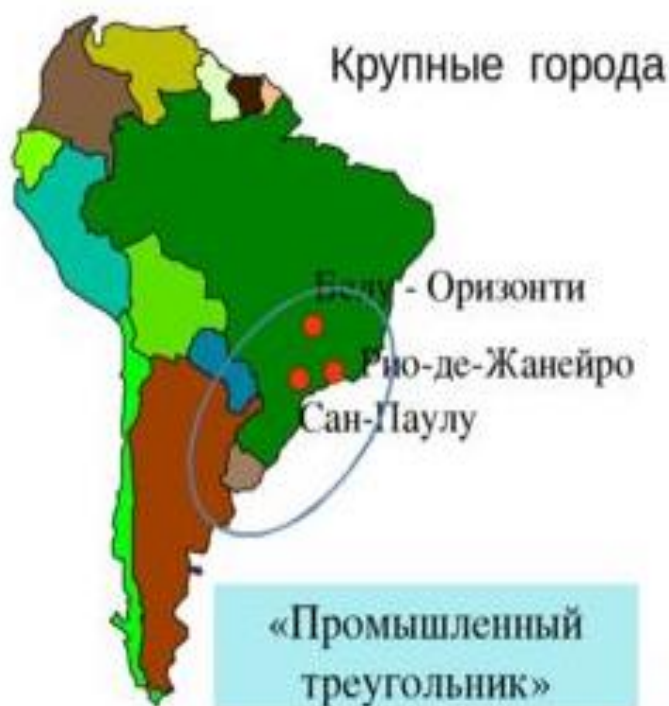 Крупные города
Белу - Оризонти
Рио-де-Жанейро
Сан-Паулу
«Промышленный
треугольник»